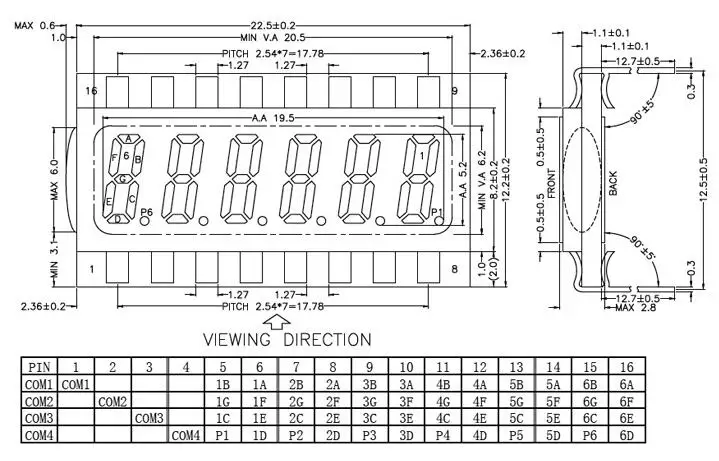 MAX 0.6
22.5±0.2
1.0
MIN V.A 20.5
PITCH 2.54*7=17.78
2.36±0.2
1.27
1.27
1.1±0.1
1.1±0.1
12.7±0.5
0.3
16
9
A.A 19.5
90°±5°
MAX 6.0
A
F
6
B
G
E
C
D
P6
1
P1
A.A 5.2
MIN V.A 6.2
8.2±0.2
12.2±0.2
0.5±0.5
0.5±0.5
FRONT
BACK
12.5±0.5
MIN 3.1
1
8
1.0
(2.0)
90°±5°
0.3
2.36±0.2
1.27
1.27
PITCH 2.54*7=17.78
12.7±0.5
MAX 2.8
VIEWING DIRECTION
PIN 1 2 3 4 5 6 7 8 9 10 11 12 13 14 15 16
COM1 COM1 1B 1A 2B 2A 3B 3A 4B 4A 5B 5A 6B 6A
COM2 COM2 1G 1F 2G 2F 3G 3F 4G 4F 5G 5F 6G 6F
COM3 COM3 1C 1E 2C 2E 3C 3E 4C 4E 5C 5E 6C 6E
COM4 COM4 P1 1D P2 2D P3 3D P4 4D P5 5D P6 6D